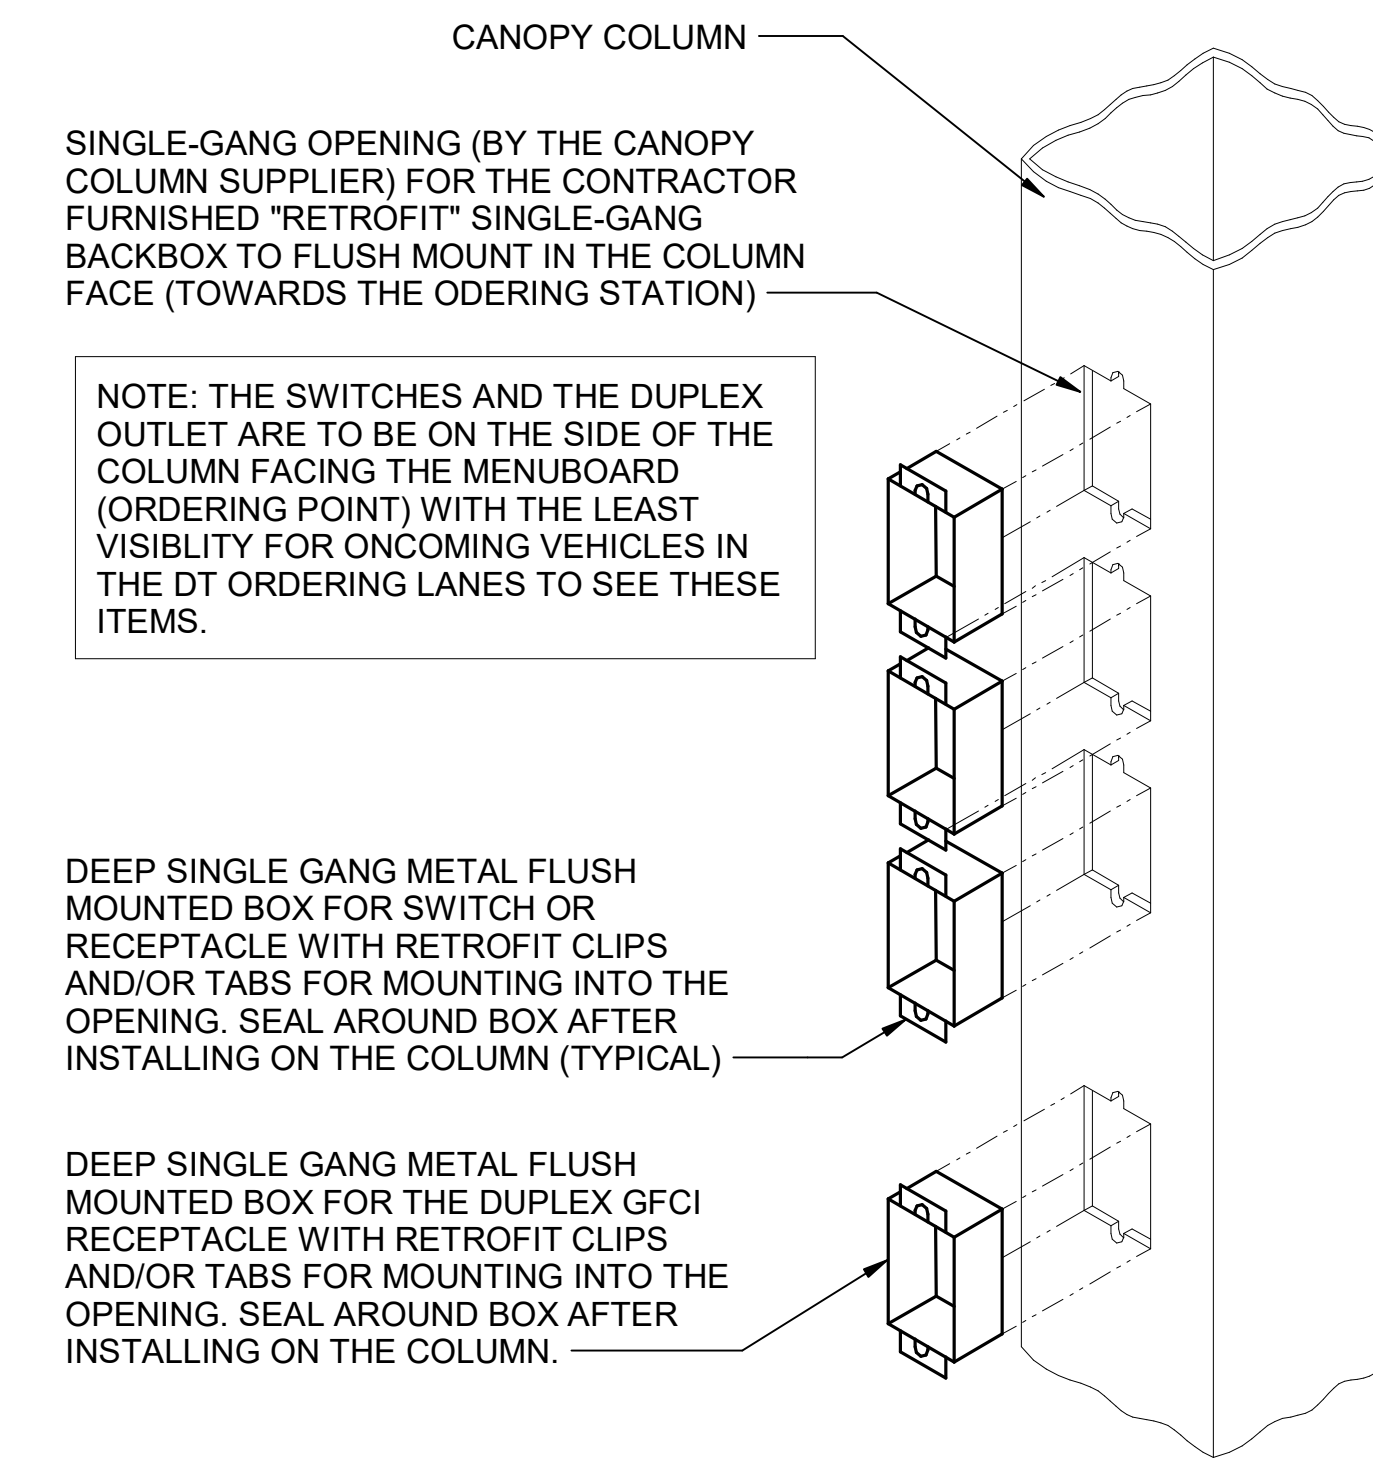 CANOPY COLUMN
SINGLE-GANG OPENING (BY THE CANOPY
COLUMN SUPPLIER) FOR THE CONTRACTOR
FURNISHED "RETROFIT" SINGLE-GANG
BACKBOX TO FLUSH MOUNT IN THE COLUMN
FACE (TOWARDS THE ODERING STATION)
NOTE: THE SWITCHES AND THE DUPLEX
OUTLET ARE TO BE ON THE SIDE OF THE
COLUMN FACING THE MENUBOARD
(ORDERING POINT) WITH THE LEAST
VISIBLITY FOR ONCOMING VEHICLES IN
THE DT ORDERING LANES TO SEE THESE
ITEMS.
DEEP SINGLE GANG METAL FLUSH
MOUNTED BOX FOR SWITCH OR
RECEPTACLE WITH RETROFIT CLIPS
AND/OR TABS FOR MOUNTING INTO THE
OPENING. SEAL AROUND BOX AFTER
INSTALLING ON THE COLUMN (TYPICAL)
DEEP SINGLE GANG METAL FLUSH
MOUNTED BOX FOR THE DUPLEX GFCI
RECEPTACLE WITH RETROFIT CLIPS
AND/OR TABS FOR MOUNTING INTO THE
OPENING. SEAL AROUND BOX AFTER
INSTALLING ON THE COLUMN.